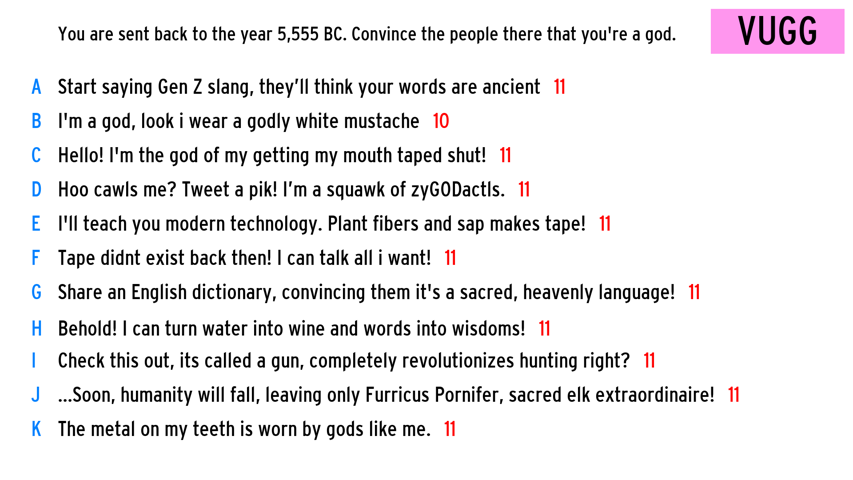 You are sent back to the year 5,555 BC. Convince the people there that you're a god.
VUGG
A Start saying Gen Z slang, they’ll think your words are ancient 11
B I'm a god, look i wear a godly white mustache 10
C Hello! I'm the god of my getting my mouth taped shut! 11
D Hoo cawls me? Tweet a pik! I’m a squawk of zyGODactls. 11
E I'll teach you modern technology. Plant fibers and sap makes tape! 11
F Tape didnt exist back then! I can talk all i want! 11
G Share an English dictionary, convincing them it's a sacred, heavenly language! 11
H Behold! I can turn water into wine and words into wisdoms! 11
I Check this out, its called a gun, completely revolutionizes hunting right? 11
J ...Soon, humanity will fall, leaving only Furricus Pornifer, sacred elk extraordinaire! 11
K The metal on my teeth is worn by gods like me. 11